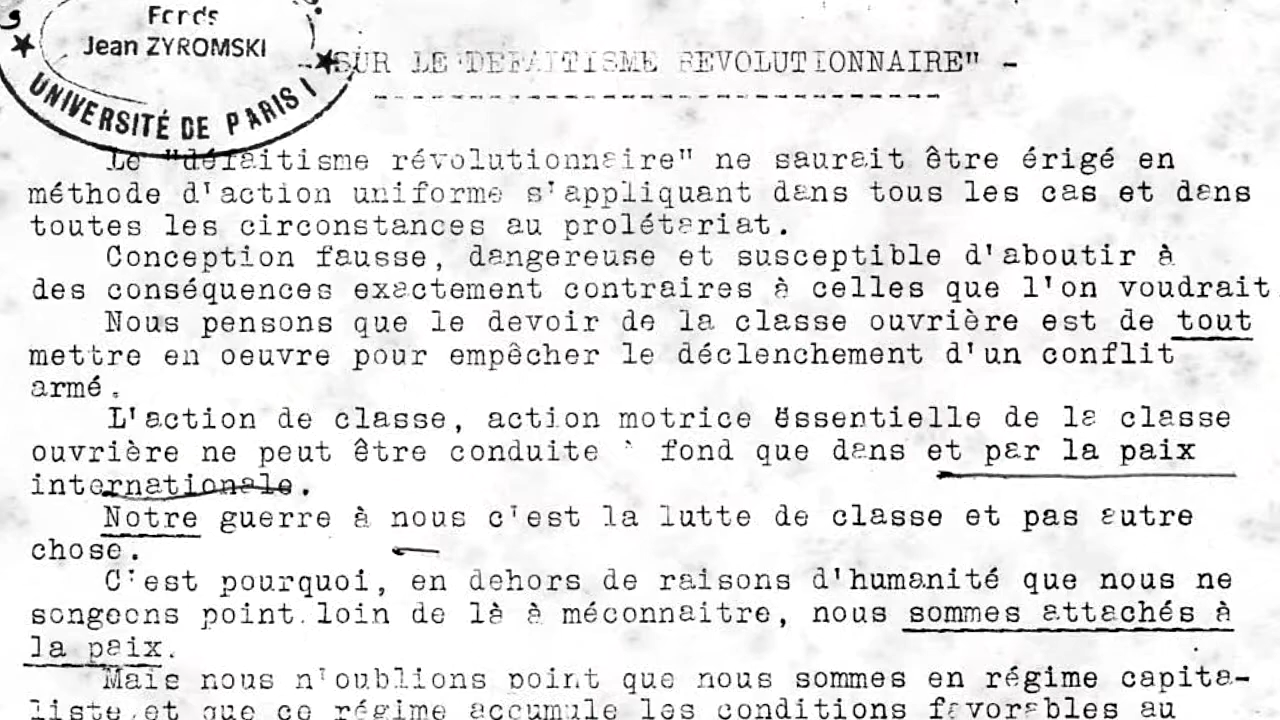 Fonds
Jean ZYROMSKI
UNIVERSITÉ DE PARIS I
- "SUR LE "DEFAITISME REVOLUTIONNAIRE" -
Le "défaitisme révolutionnaire" ne saurait être érigé en
méthode d'action uniforme s'appliquant dans tous les cas et dans
toutes les circonstances au prolétariat.
Conception fausse, dangereuse et susceptible d'aboutir à
des conséquences exactement contraires à celles que l'on voudrait
Nous pensons que le devoir de la classe ouvrière est de tout
mettre en oeuvre pour empêcher le déclenchement d'un conflit
armé.
L'action de classe, action motrice essentielle de la classe
ouvrière ne peut être conduite à fond que dans et par la paix
internationale.
Notre guerre à nous c'est la lutte de classe et pas autre
chose.
C'est pourquoi, en dehors de raisons d'humanité que nous ne
songeons point.loin de là à méconnaitre, nous sommes attachés à
la paix.
Mais nous n'oublions point que nous sommes en régime capita-
liste et que ce régime accumule les conditions favorables au